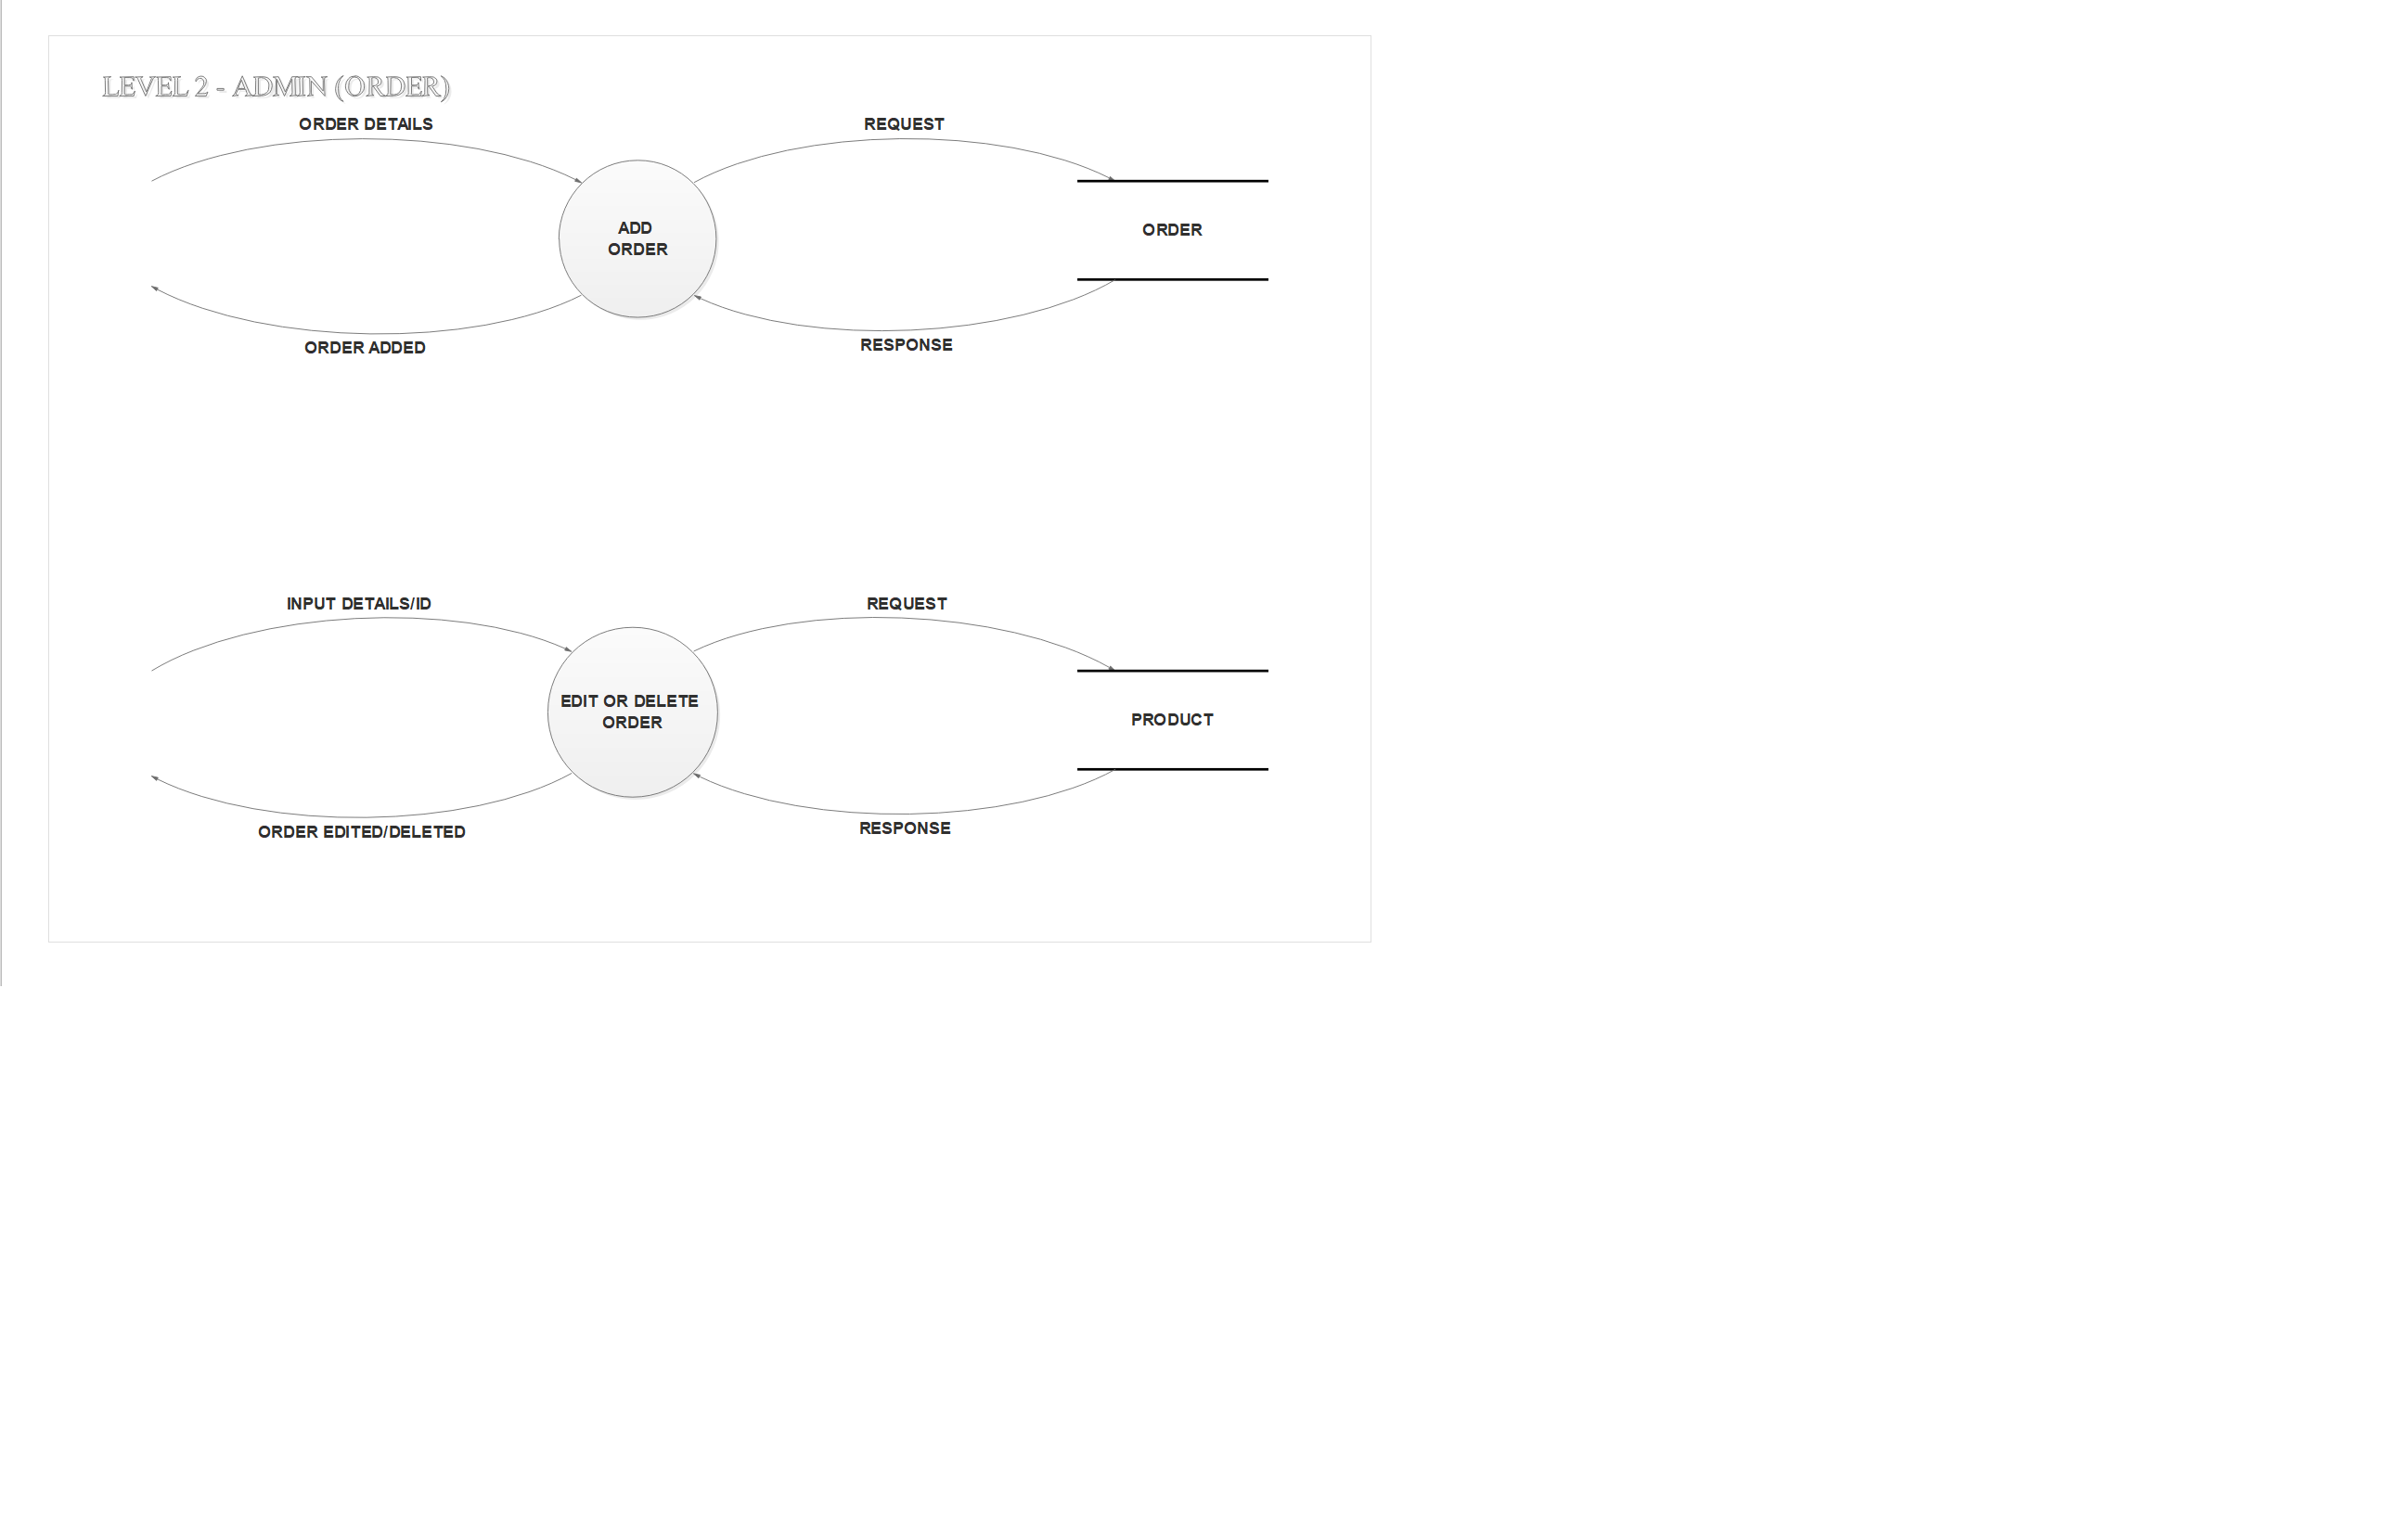 LEVEL 2 - ADMIN (ORDER)
ORDER DETAILS
REQUEST
ADD
ORDER
ORDER
ORDER ADDED
RESPONSE
INPUT DETAILS/ID
REQUEST
EDIT OR DELETE
ORDER
PRODUCT
ORDER EDITED/DELETED
RESPONSE